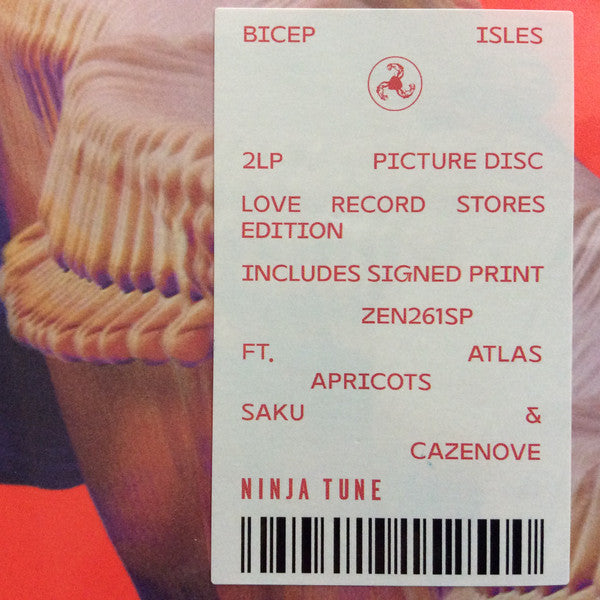 BICEP ISLES
2LP PICTURE DISC
LOVE RECORD STORES
EDITION
INCLUDES SIGNED PRINT
ZEN261SP
FT. ATLAS
APRICOTS
SAKU &
CAZENOVE
NINJA TUNE